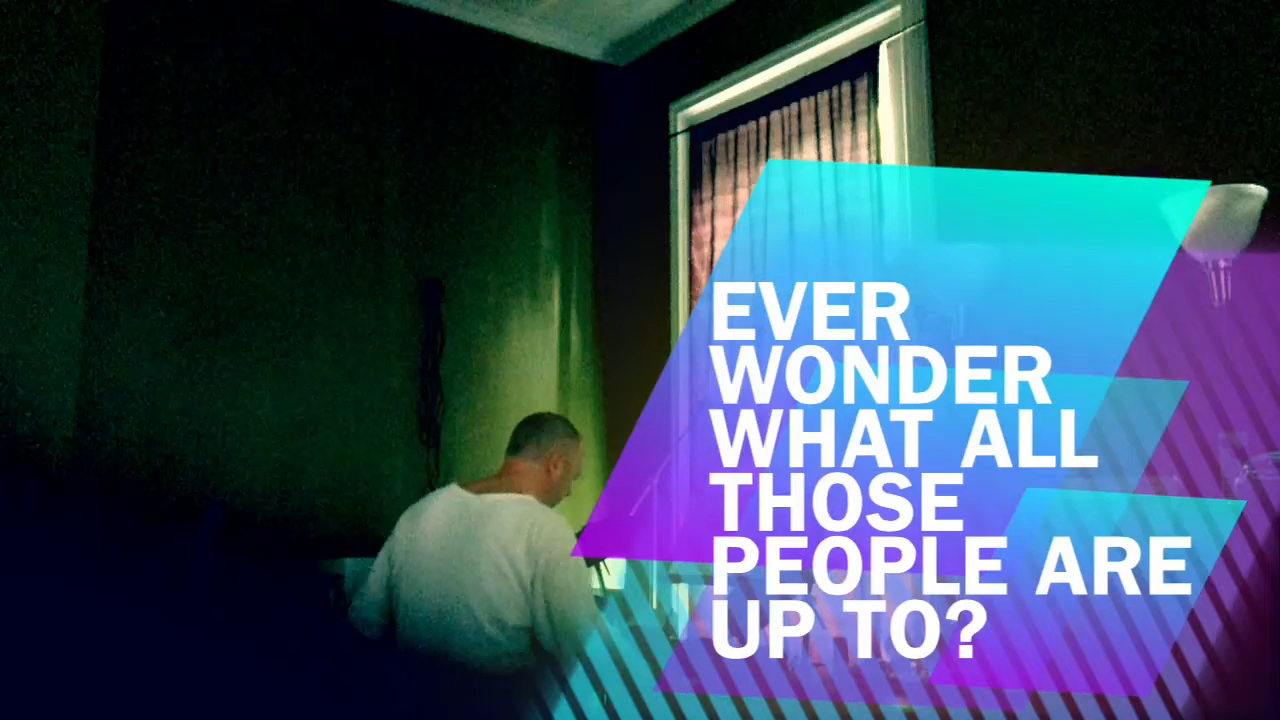 EVER
WONDER
WHAT ALL
THOSE
PEOPLE ARE
UP TO?